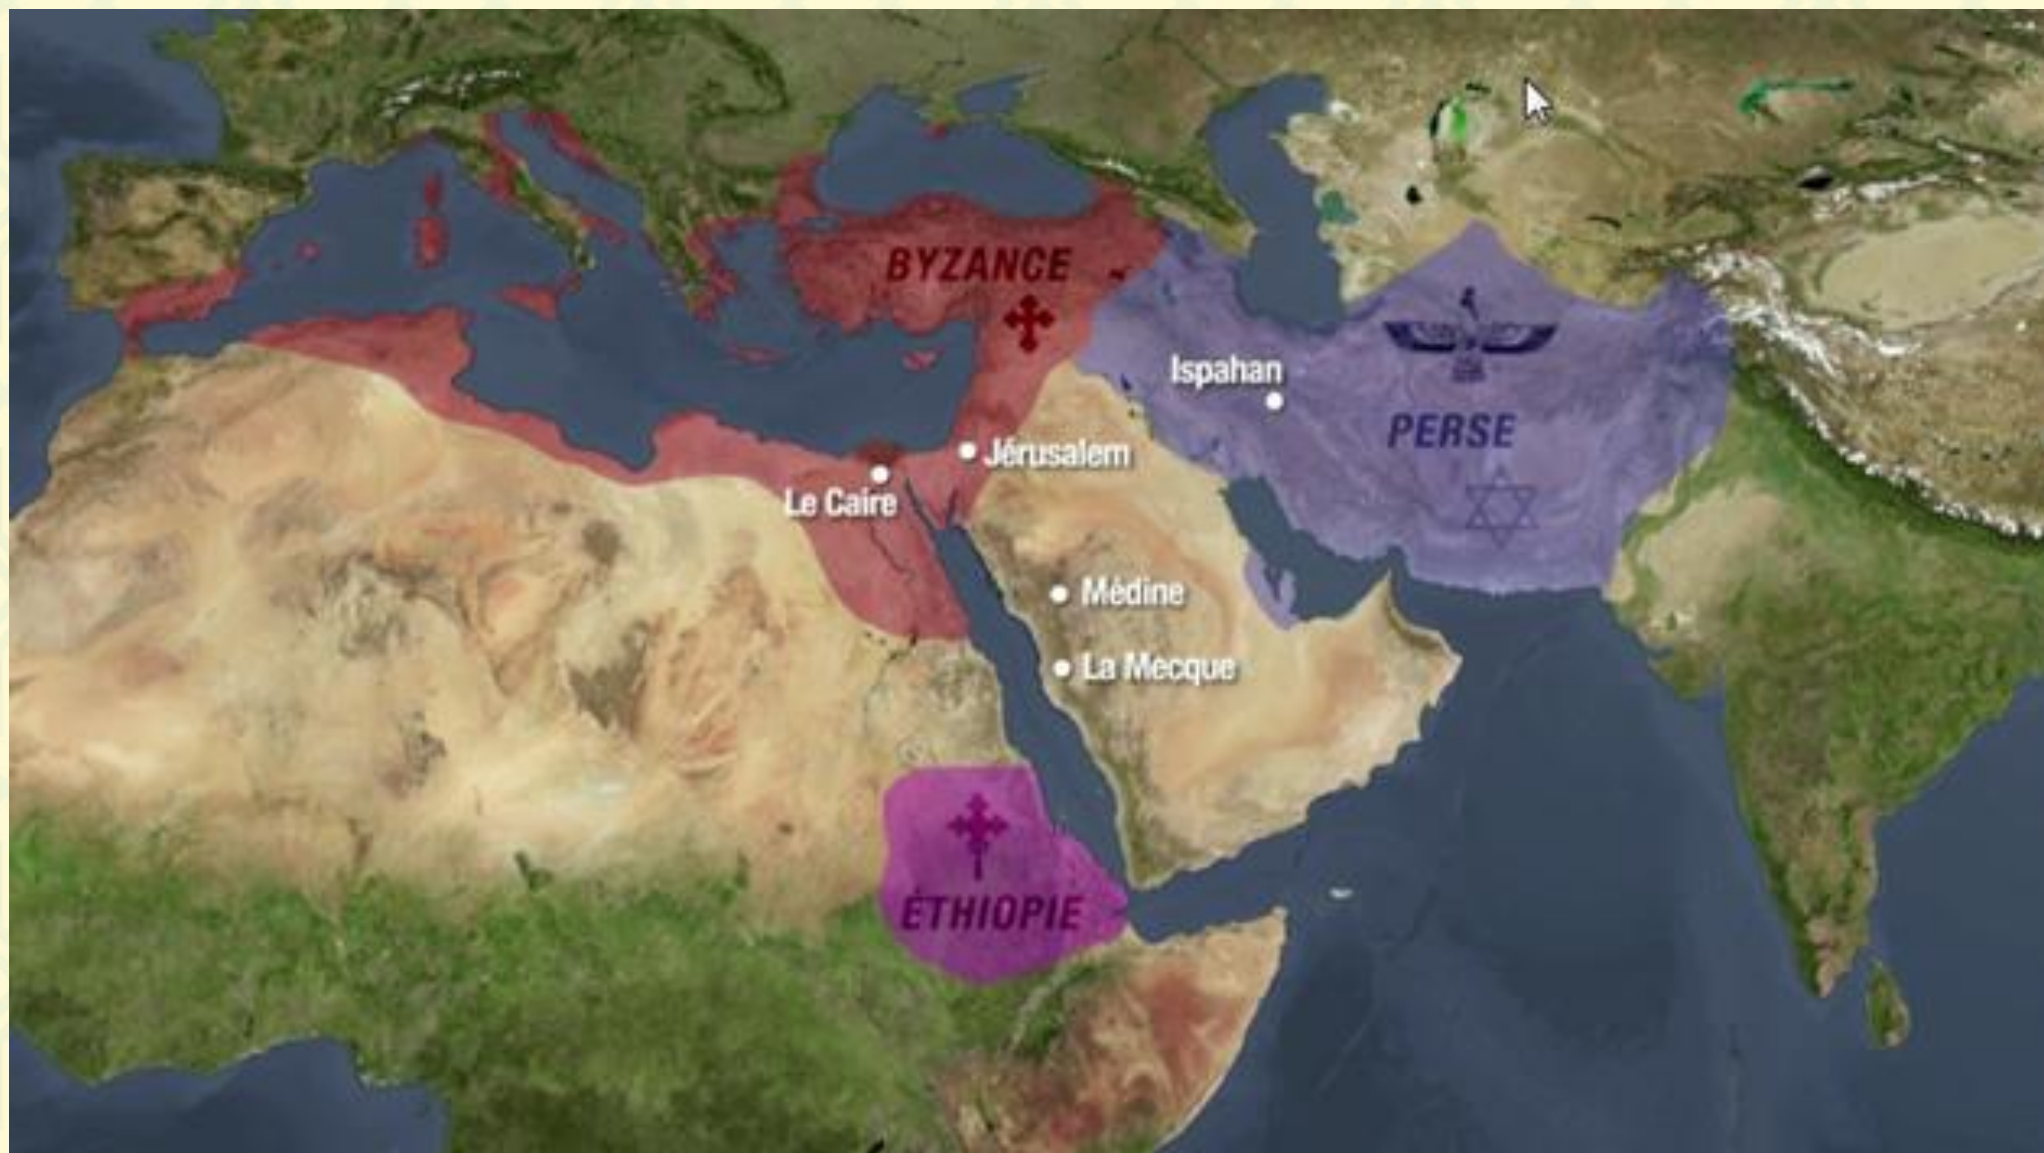 BYZANCE
Ispahan
PERSE
Jérusalem
Le Caire
Médine
La Mecque
ÉTHIOPIE